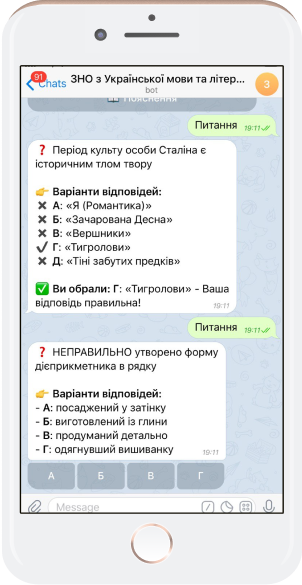 91
Chats
ЗНО з Української мови та літер...
bot
З
Пояснення
Питання 19:11
❓ Період культу особи Сталіна є
історичним тлом твору
👉 Варіанти відповідей:
✖ А: «Я (Романтика)»
✖ Б: «Зачарована Десна»
✖ В: «Вершники»
✔ Г: «Тигролови»
✖ Д: «Тіні забутих предків»
✅ Ви обрали: Г: «Тигролови» - Ваша
відповідь правильна! 19:11
Питання 19:11
❓ НЕПРАВИЛЬНО утворено форму
дієприкметника в рядку
👉 Варіанти відповідей:
- А: посаджений у затінку
- Б: виготовлений із глини
- В: продуманий детально
- Г: одягнувший вишиванку 19:11
А Б В Г
Message